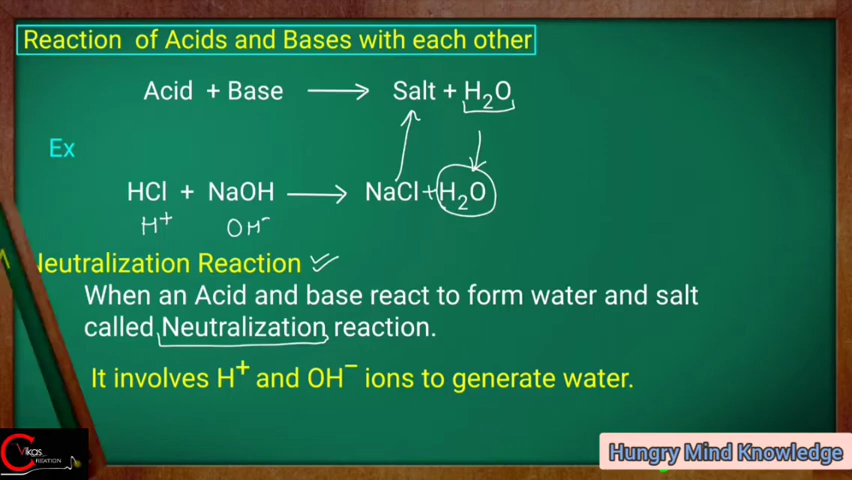 Reaction of Acids and Bases with each other
Acid + Base ⟶ Salt + H₂O
Ex
HCl + NaOH ⟶ NaCl + H₂O
H⁺ OH⁻
Neutralization Reaction ✓
When an Acid and base react to form water and salt
called Neutralization reaction.
It involves H⁺ and OH⁻ ions to generate water.
Vikas
CREATION
Hungry Mind Knowledge